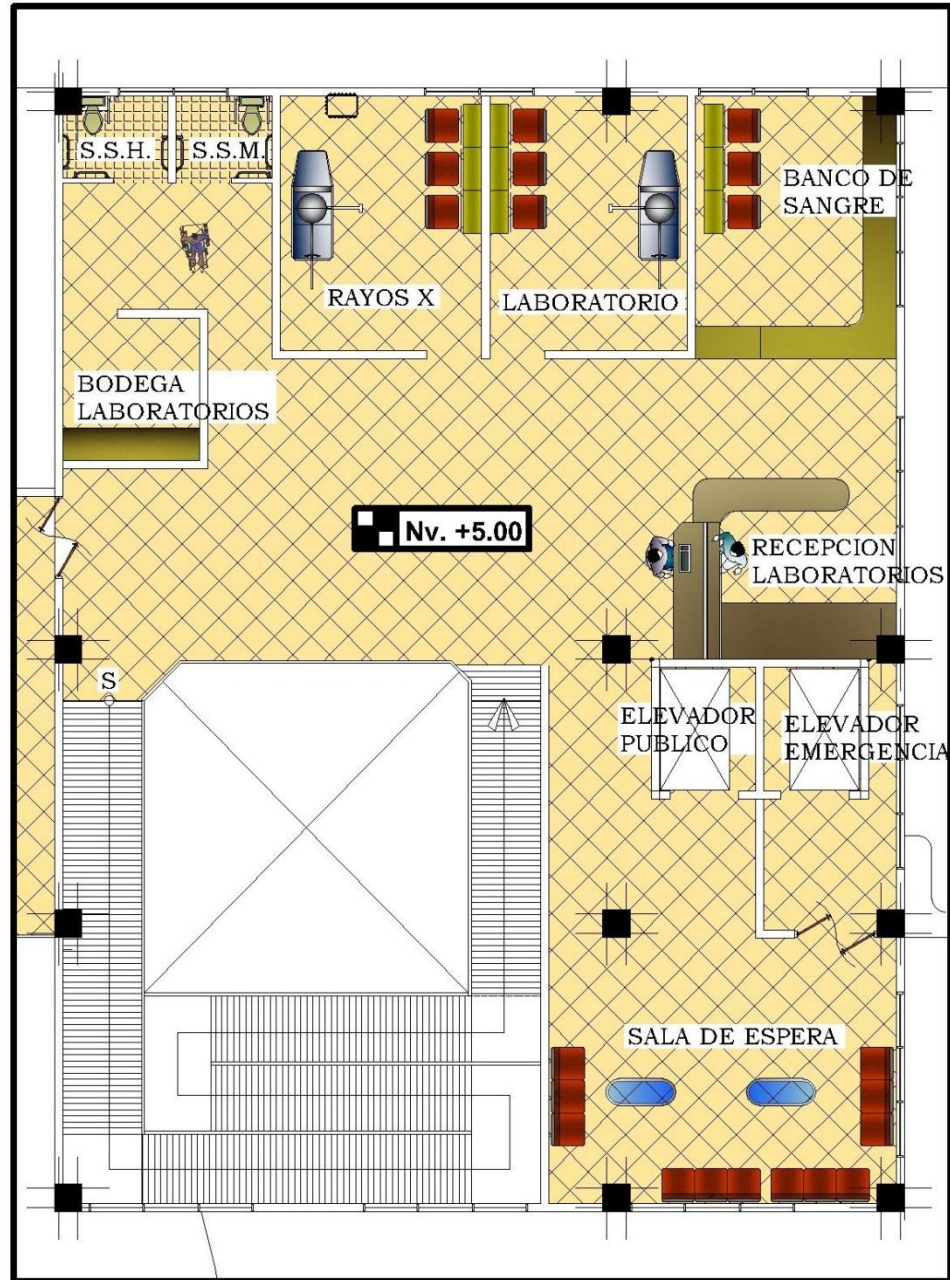 S.S.H.
S.S.M.
BANCO DE
SANGRE
RAYOS X
LABORATORIO
BODEGA
LABORATORIOS
Nv. +5.00
RECEPCION
LABORATORIOS
S
ELEVADOR
PUBLICO
ELEVADOR
EMERGENCIA
SALA DE ESPERA